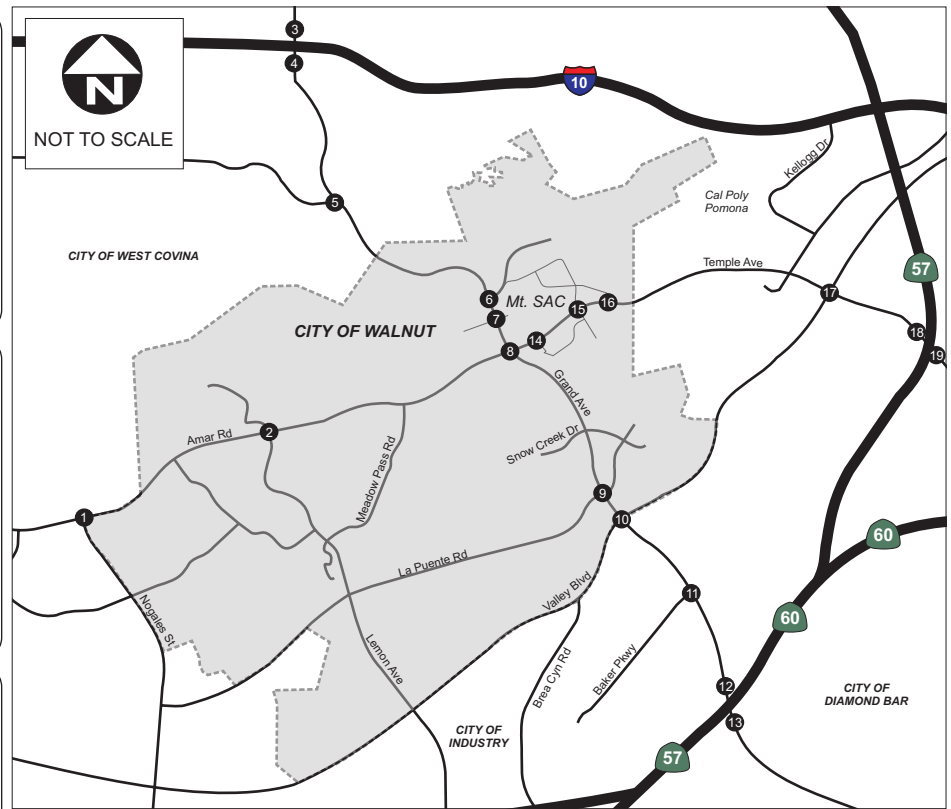 3
4
N
NOT TO SCALE
10
Kellogg Dr
Cal Poly
Pomona
5
CITY OF WEST COVINA
Temple Ave
57
6
Mt. SAC
15
16
17
7
CITY OF WALNUT
14
18
8
19
Grand Ave
2
Amar Rd
Meadow Pass Rd
Snow Creek Dr
9
1
10
60
La Puente Rd
Nogales St
Valley Blvd
11
60
Lemon Ave
Brea Cyn Rd
Baker Pkwy
12
CITY OF
DIAMOND BAR
13
CITY OF
INDUSTRY
57